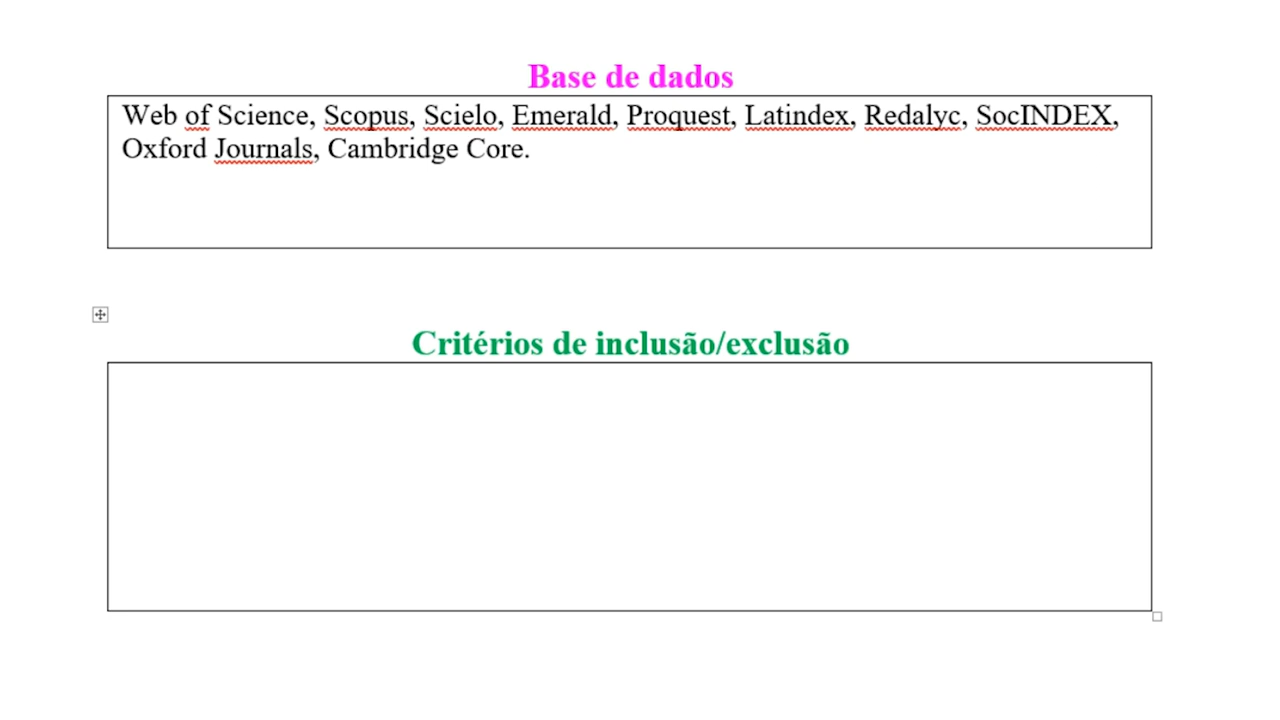 Base de dados
Web of Science, Scopus, Scielo, Emerald, Proquest, Latindex, Redalyc, SocINDEX,
Oxford Journals, Cambridge Core.
Critérios de inclusão/exclusão